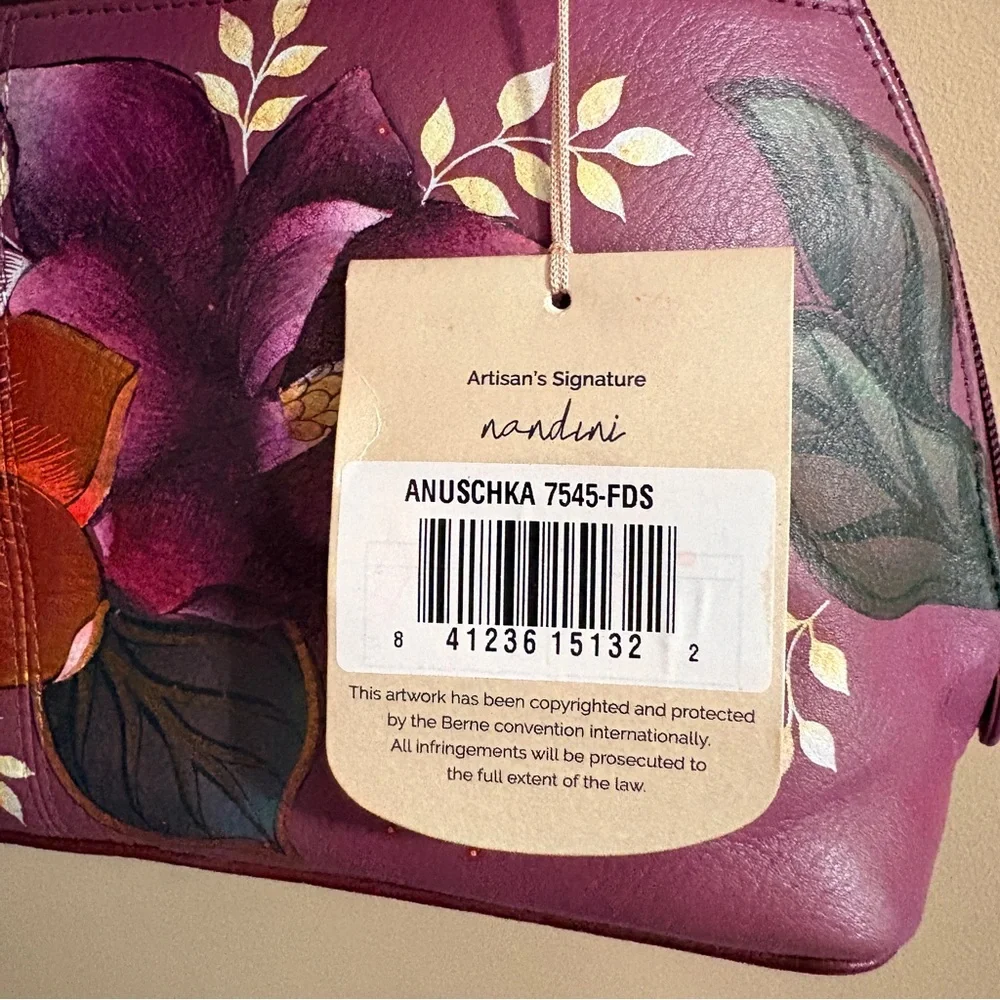 Artisan's Signature
nandini
ANUSCHKA 7545-FDS
8 41236 15132 2
This artwork has been copyrighted and protected
by the Berne convention internationally.
All infringements will be prosecuted to
the full extent of the law.